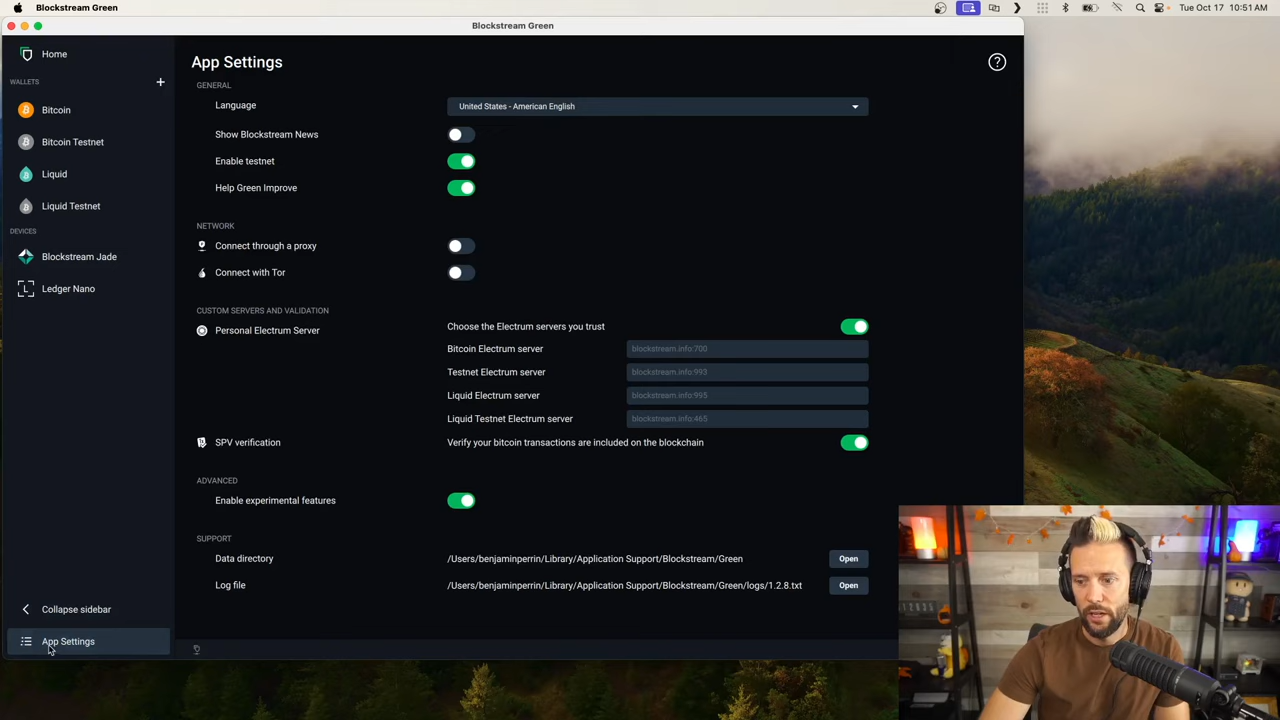 Blockstream Green
Tue Oct 17 10:51 AM
Blockstream Green
Home
WALLETS
Bitcoin
Bitcoin Testnet
Liquid
Liquid Testnet
DEVICES
Blockstream Jade
Ledger Nano
Collapse sidebar
App Settings
App Settings
GENERAL
Language United States - American English
Show Blockstream News
Enable testnet
Help Green Improve
NETWORK
Connect through a proxy
Connect with Tor
CUSTOM SERVERS AND VALIDATION
Personal Electrum Server Choose the Electrum servers you trust
Bitcoin Electrum server blockstream.info:700
Testnet Electrum server blockstream.info:993
Liquid Electrum server blockstream.info:995
Liquid Testnet Electrum server blockstream.info:465
SPV verification Verify your bitcoin transactions are included on the blockchain
ADVANCED
Enable experimental features
SUPPORT
Data directory /Users/benjaminperrin/Library/Application Support/Blockstream/Green Open
Log file /Users/benjaminperrin/Library/Application Support/Blockstream/Green/logs/1.2.8.txt Open